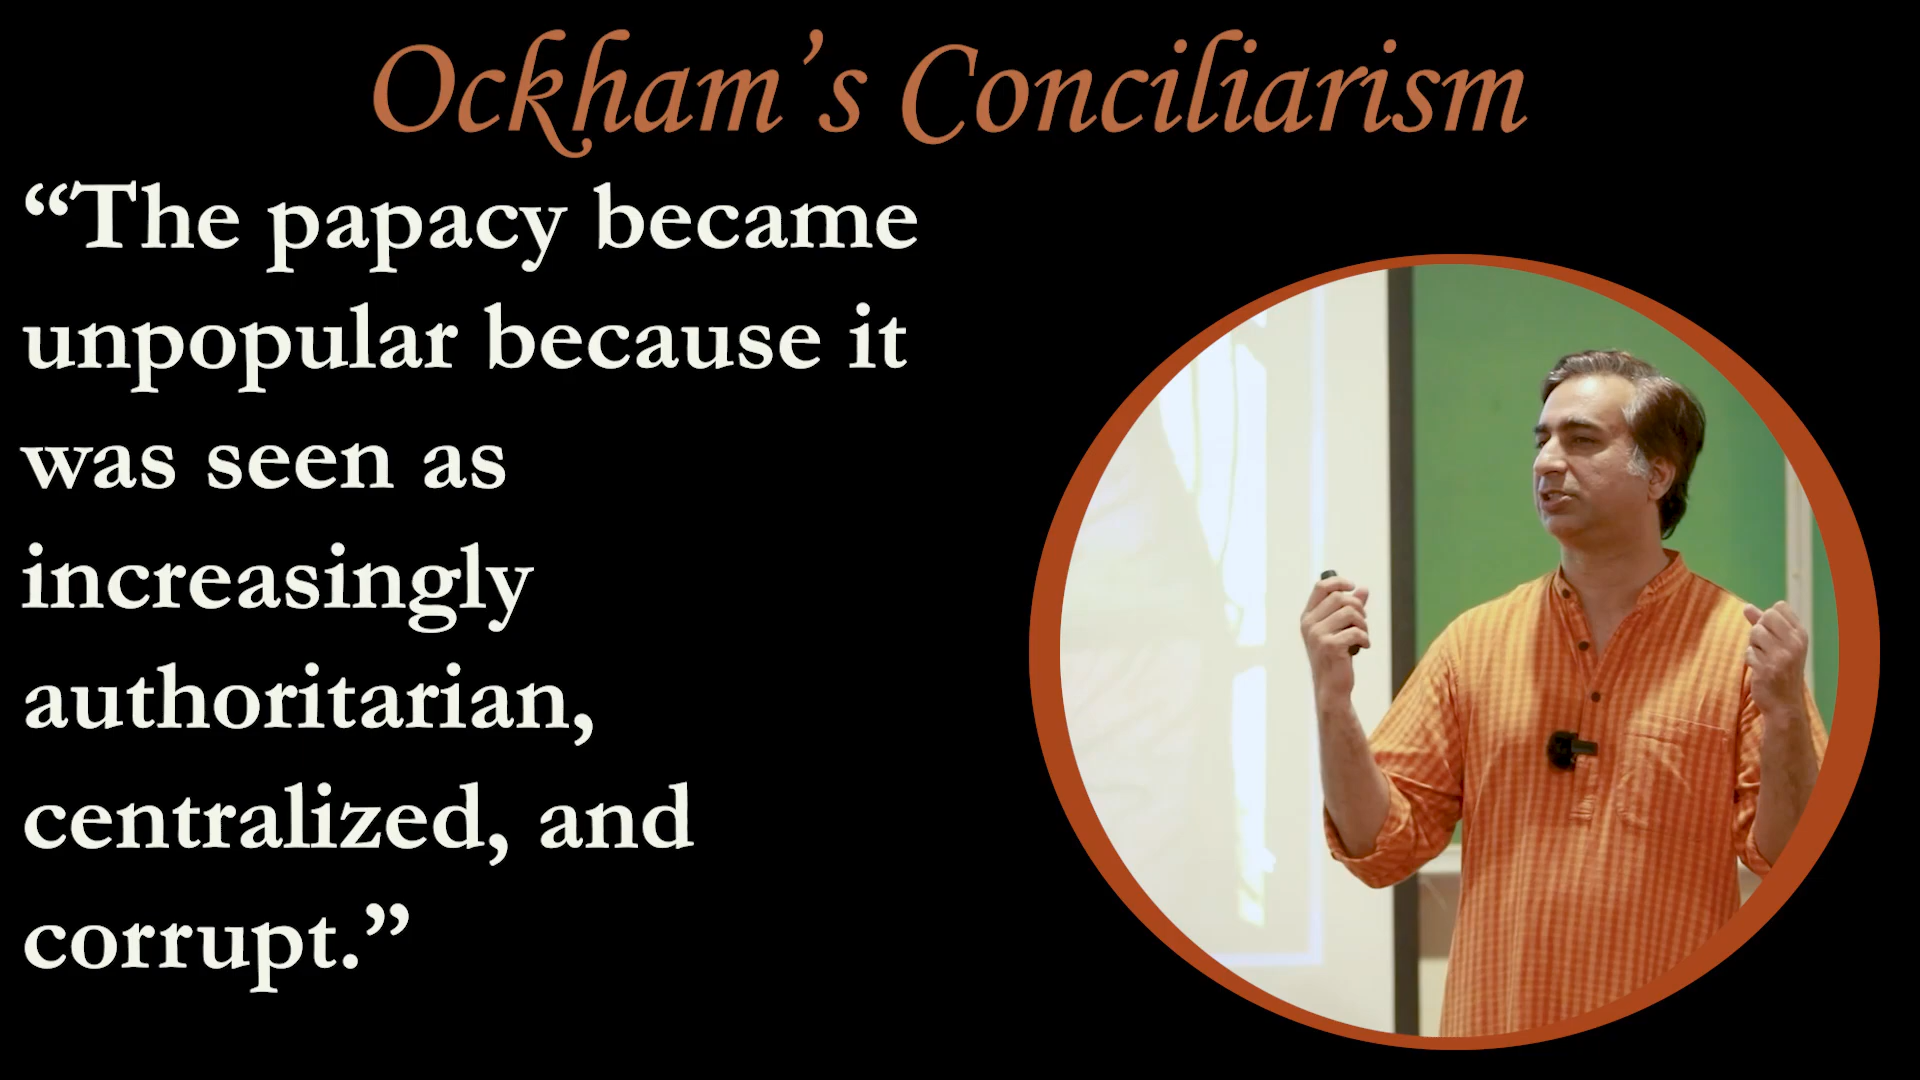 Ockham’s Conciliarism
“The papacy became
unpopular because it
was seen as
increasingly
authoritarian,
centralized, and
corrupt.”